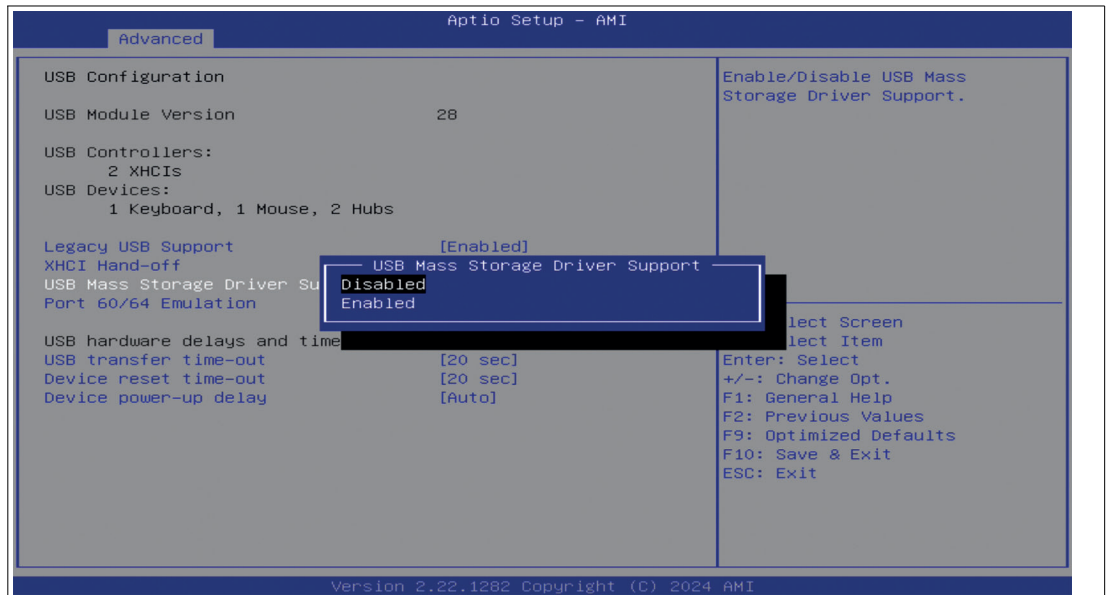 Aptio Setup – AMI
Advanced
USB Configuration
USB Module Version 28
USB Controllers:
2 XHCIs
USB Devices:
1 Keyboard, 1 Mouse, 2 Hubs
Legacy USB Support [Enabled]
XHCI Hand-off
USB Mass Storage Driver Su
Port 60/64 Emulation
USB Mass Storage Driver Support
Disabled
Enabled
USB hardware delays and time
USB transfer time-out [20 sec]
Device reset time-out [20 sec]
Device power-up delay [Auto]
Enable/Disable USB Mass
Storage Driver Support.
lect Screen
lect Item
Enter: Select
+/-: Change Opt.
F1: General Help
F2: Previous Values
F9: Optimized Defaults
F10: Save & Exit
ESC: Exit
Version 2.22.1282 Copyright (C) 2024 AMI